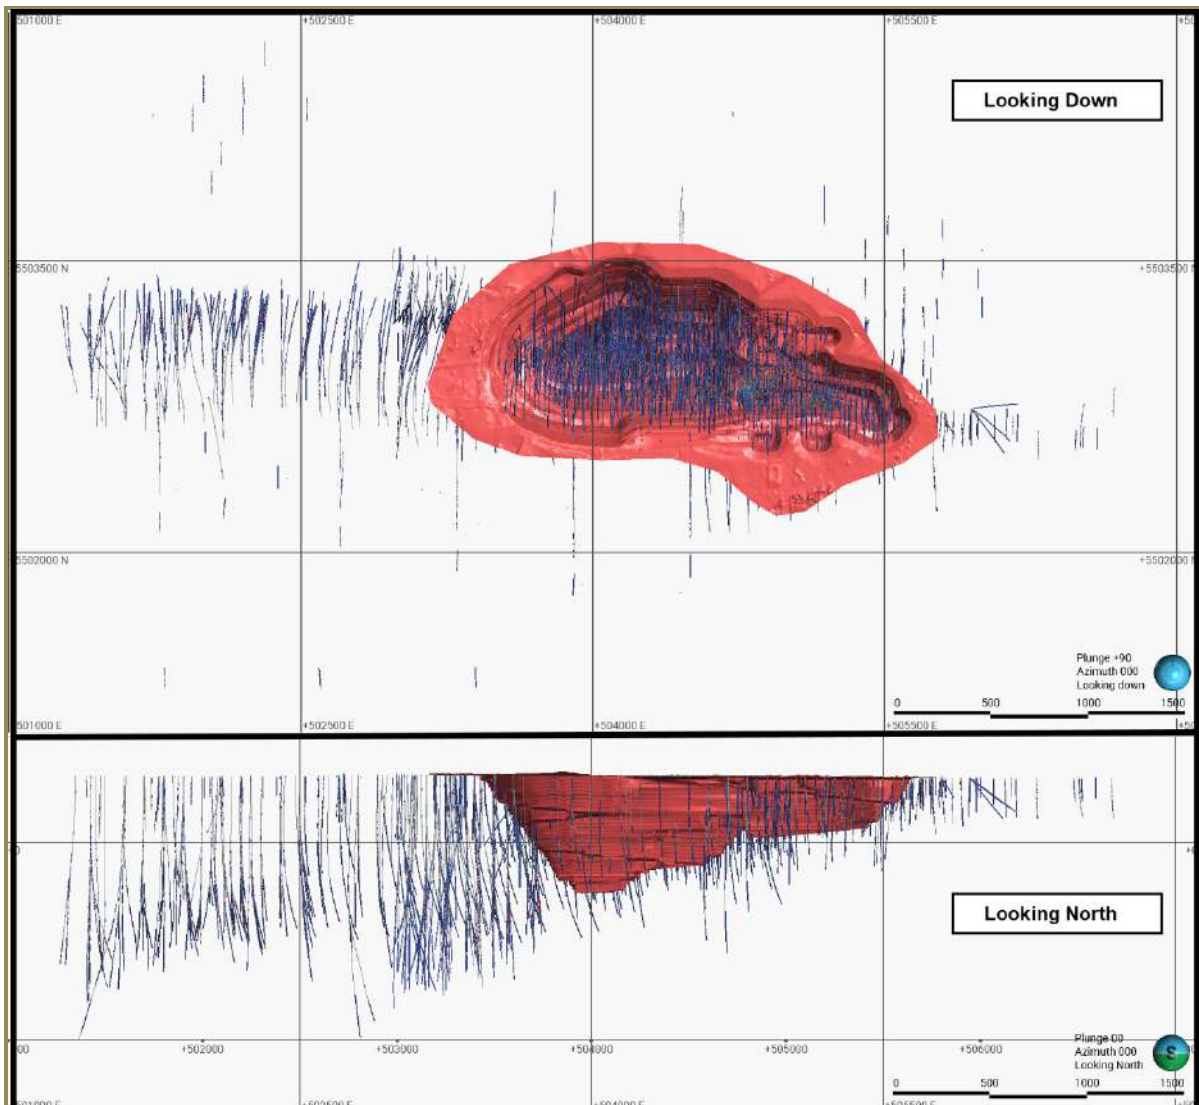 501000 E
+502500 E
+504000 E
+505500 E
Looking Down
5503500 N
+5503500 N
5502000 N
+5502000 N
Plunge +90
Azimuth 000
Looking down
0 500 1000 1500
501000 E
+502500 E
+504000 E
+505500 E
0
Looking North
+502000
+503000
+504000
+505000
+506000
Plunge 00
Azimuth 000
Looking North
0 500 1000 1500